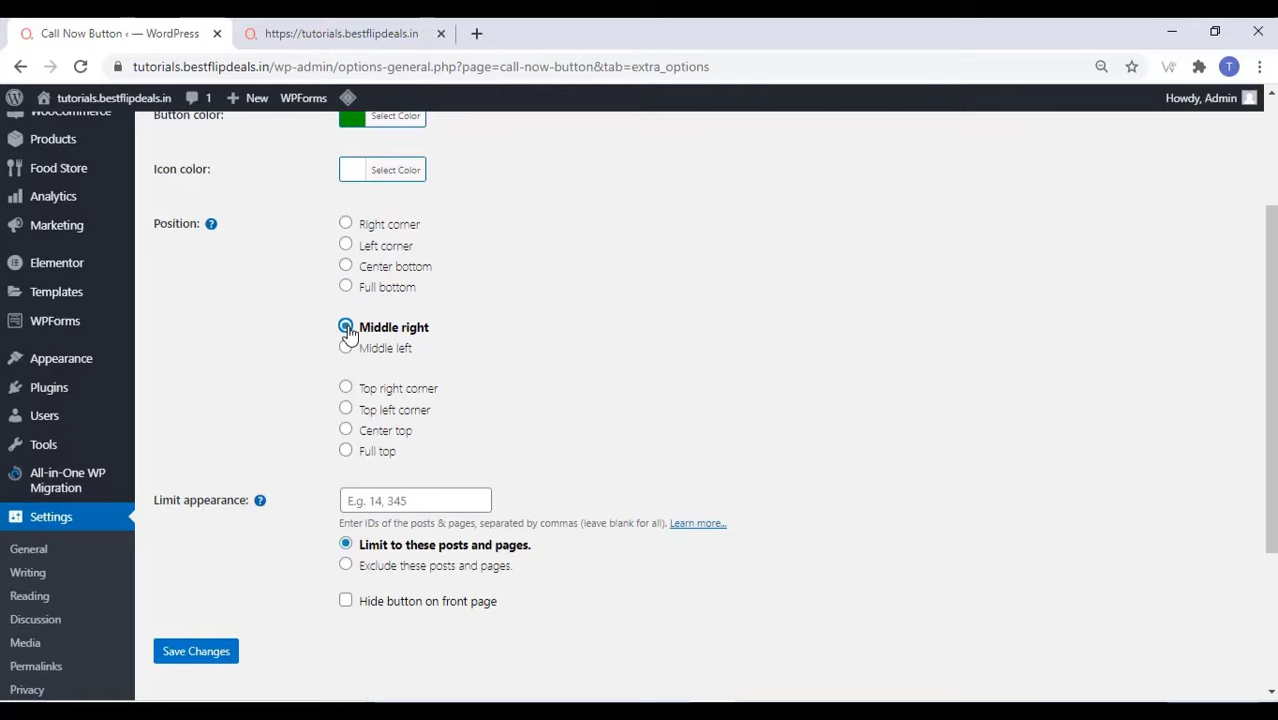 Call Now Button ‹ — WordPress
https://tutorials.bestflipdeals.in
tutorials.bestflipdeals.in/wp-admin/options-general.php?page=call-now-button&tab=extra_options
T
tutorials.bestflipdeals.in
1
New
WPForms
Howdy, Admin
WooCommerce
Products
Food Store
Analytics
Marketing
Elementor
Templates
WPForms
Appearance
Plugins
Users
Tools
All-in-One WP
Migration
Settings
General
Writing
Reading
Discussion
Media
Permalinks
Privacy
Button color:
Select Color
Icon color:
Select Color
Position: ?
Right corner
Left corner
Center bottom
Full bottom
Middle right
Middle left
Top right corner
Top left corner
Center top
Full top
Limit appearance: ?
E.g. 14, 345
Enter IDs of the posts & pages, separated by commas (leave blank for all). Learn more...
Limit to these posts and pages.
Exclude these posts and pages.
Hide button on front page
Save Changes